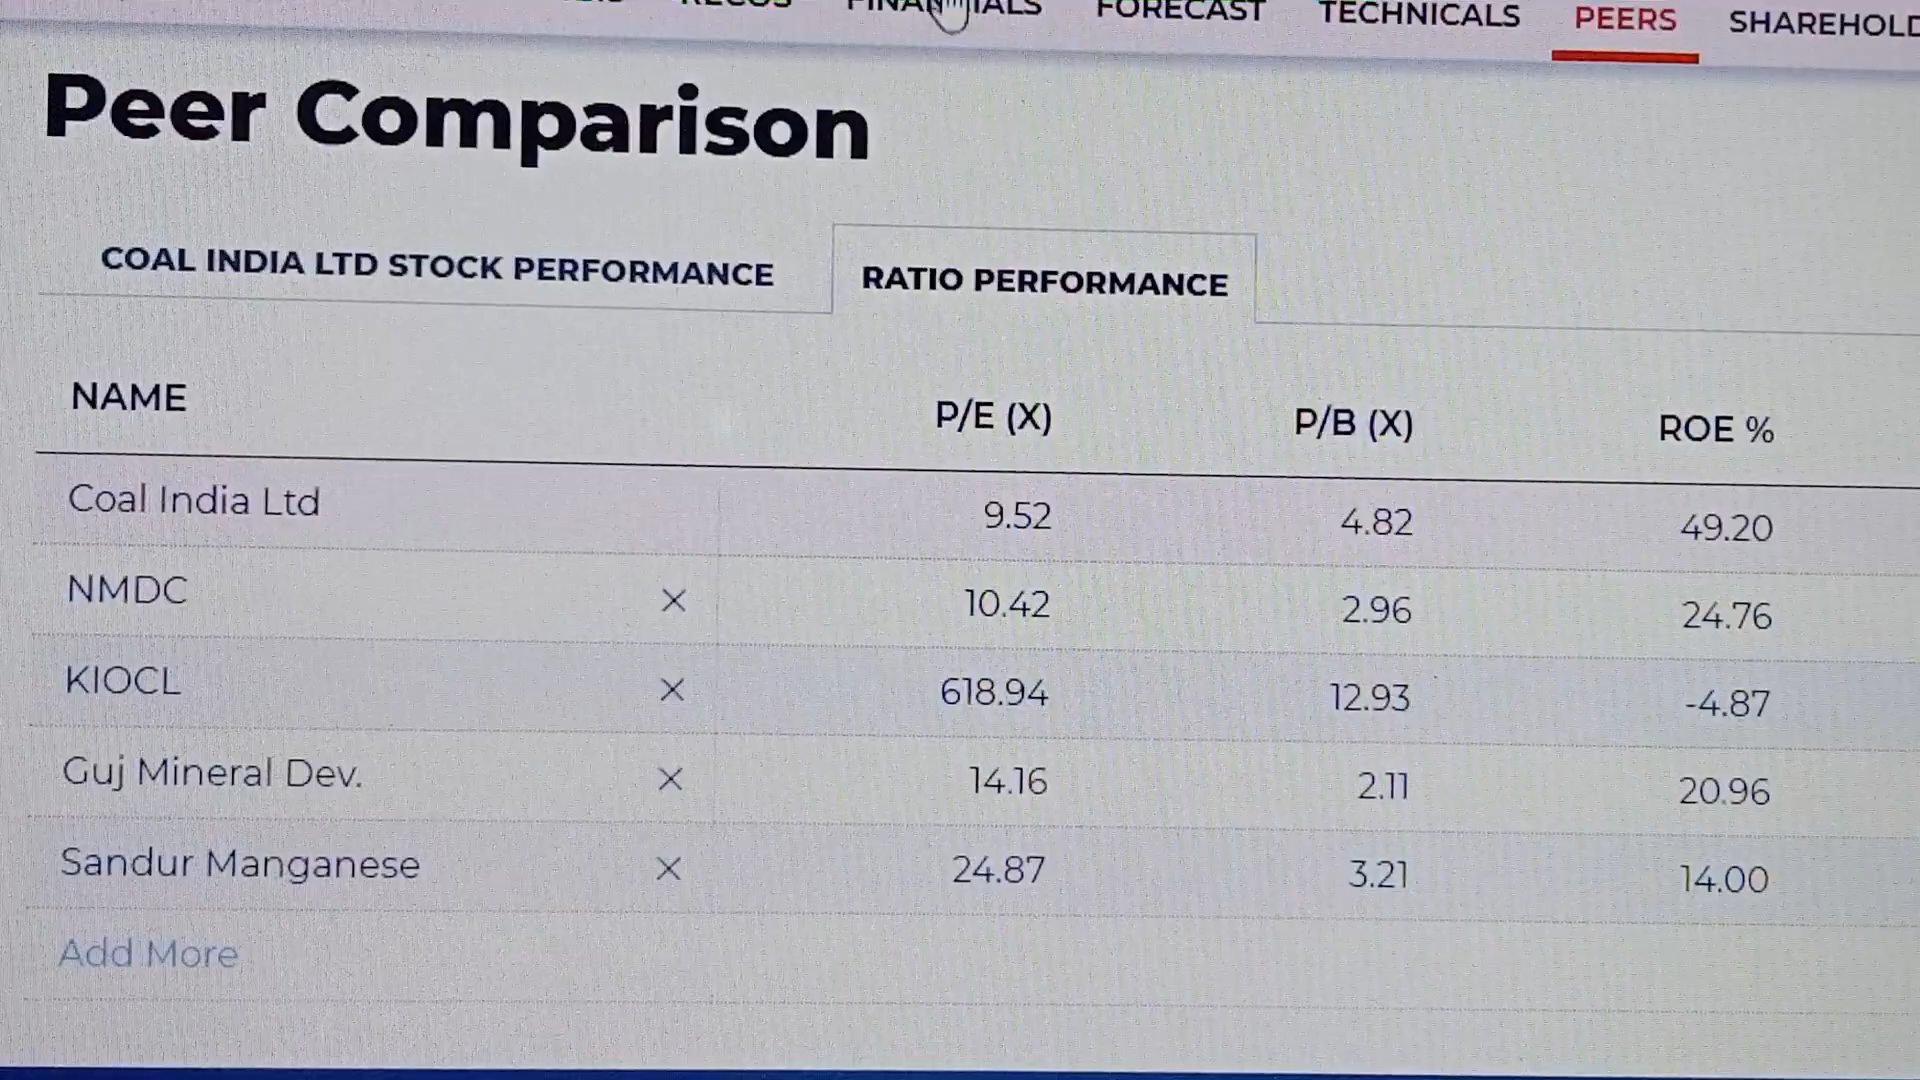 FORECAST TECHNICALS PEERS
Peer Comparison
COAL INDIA LTD STOCK PERFORMANCE RATIO PERFORMANCE
NAME P/E (X) P/B (X) ROE %
Coal India Ltd 9.52 4.82 49.20
NMDC × 10.42 2.96 24.76
KIOCL × 618.94 12.93 -4.87
Guj Mineral Dev. × 14.16 2.11 20.96
Sandur Manganese × 24.87 3.21 14.00
Add More